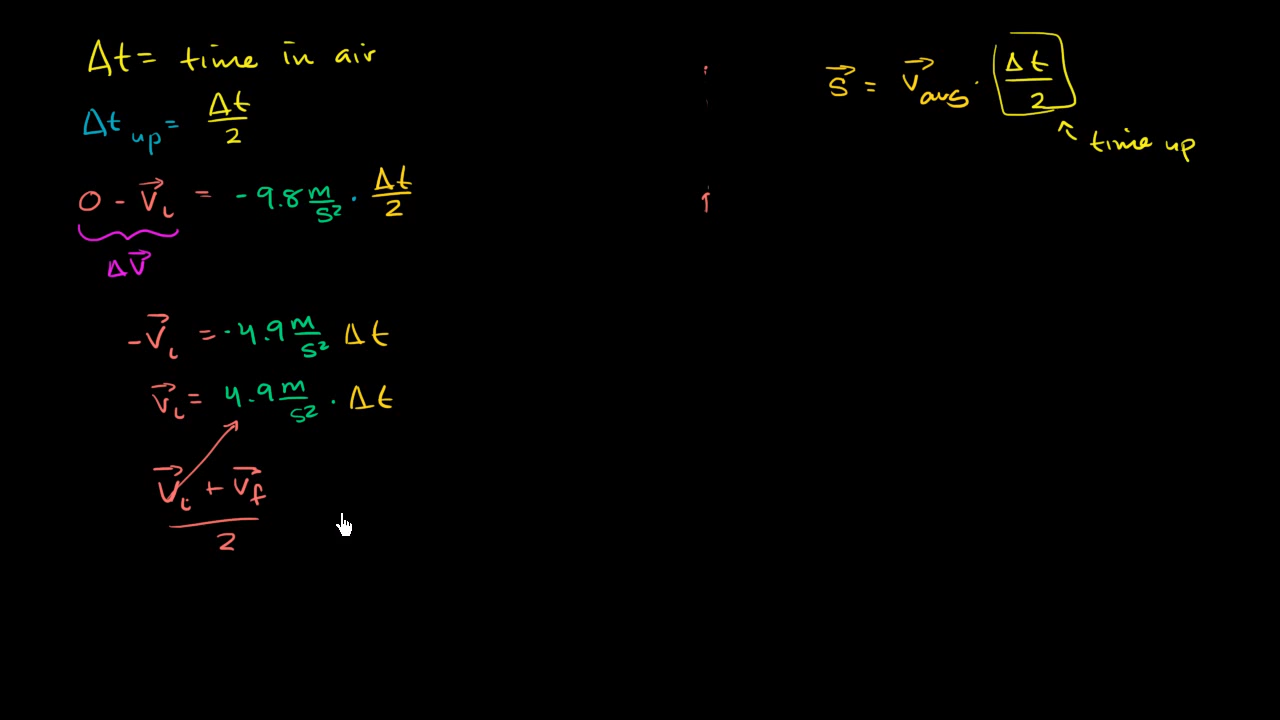 Δt = time in air
Δt up = Δt/2
0 - v⃗ᵢ = -9.8 m/s² · Δt/2
Δv⃗
-v⃗ᵢ = -4.9 m/s² Δt
v⃗ᵢ = 4.9 m/s² · Δt
(v⃗ᵢ + v⃗f)/2
s⃗ = v⃗avg · Δt/2
time up